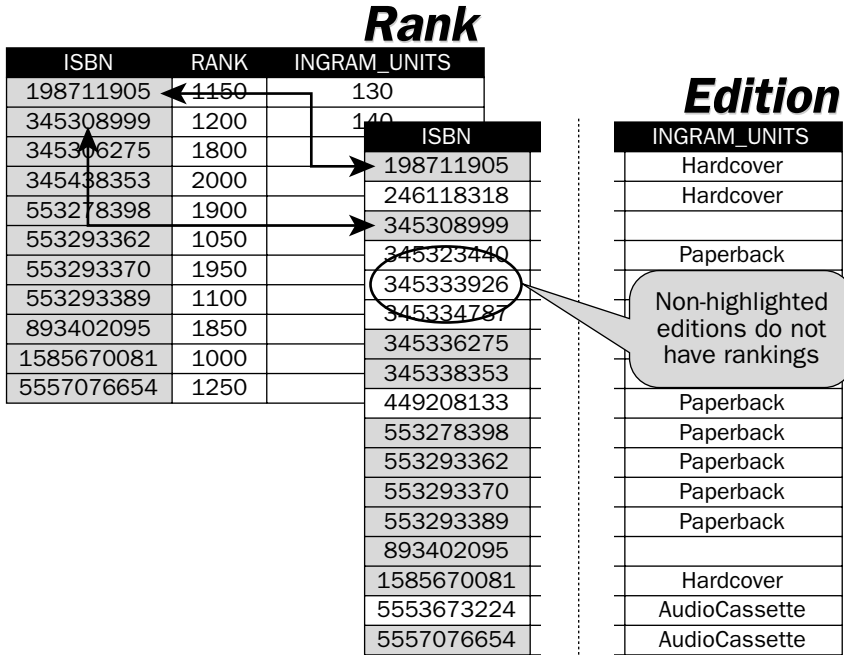 Rank
ISBN RANK INGRAM_UNITS
198711905 1150 130
345308999 1200 140
1800
2000
553278398 1900
553293362 1050
553293370 1950
553293389 1100
893402095 1850
1585670081 1000
5557076654 1250
Edition
ISBN INGRAM_UNITS
198711905 Hardcover
246118318 Hardcover
345308999
345323440 Paperback
345333926
345334787
345336275
345338353
449208133 Paperback
553278398 Paperback
553293362 Paperback
553293370 Paperback
553293389 Paperback
893402095
1585670081 Hardcover
5553673224 AudioCassette
5557076654 AudioCassette
Non-highlighted
editions do not
have rankings